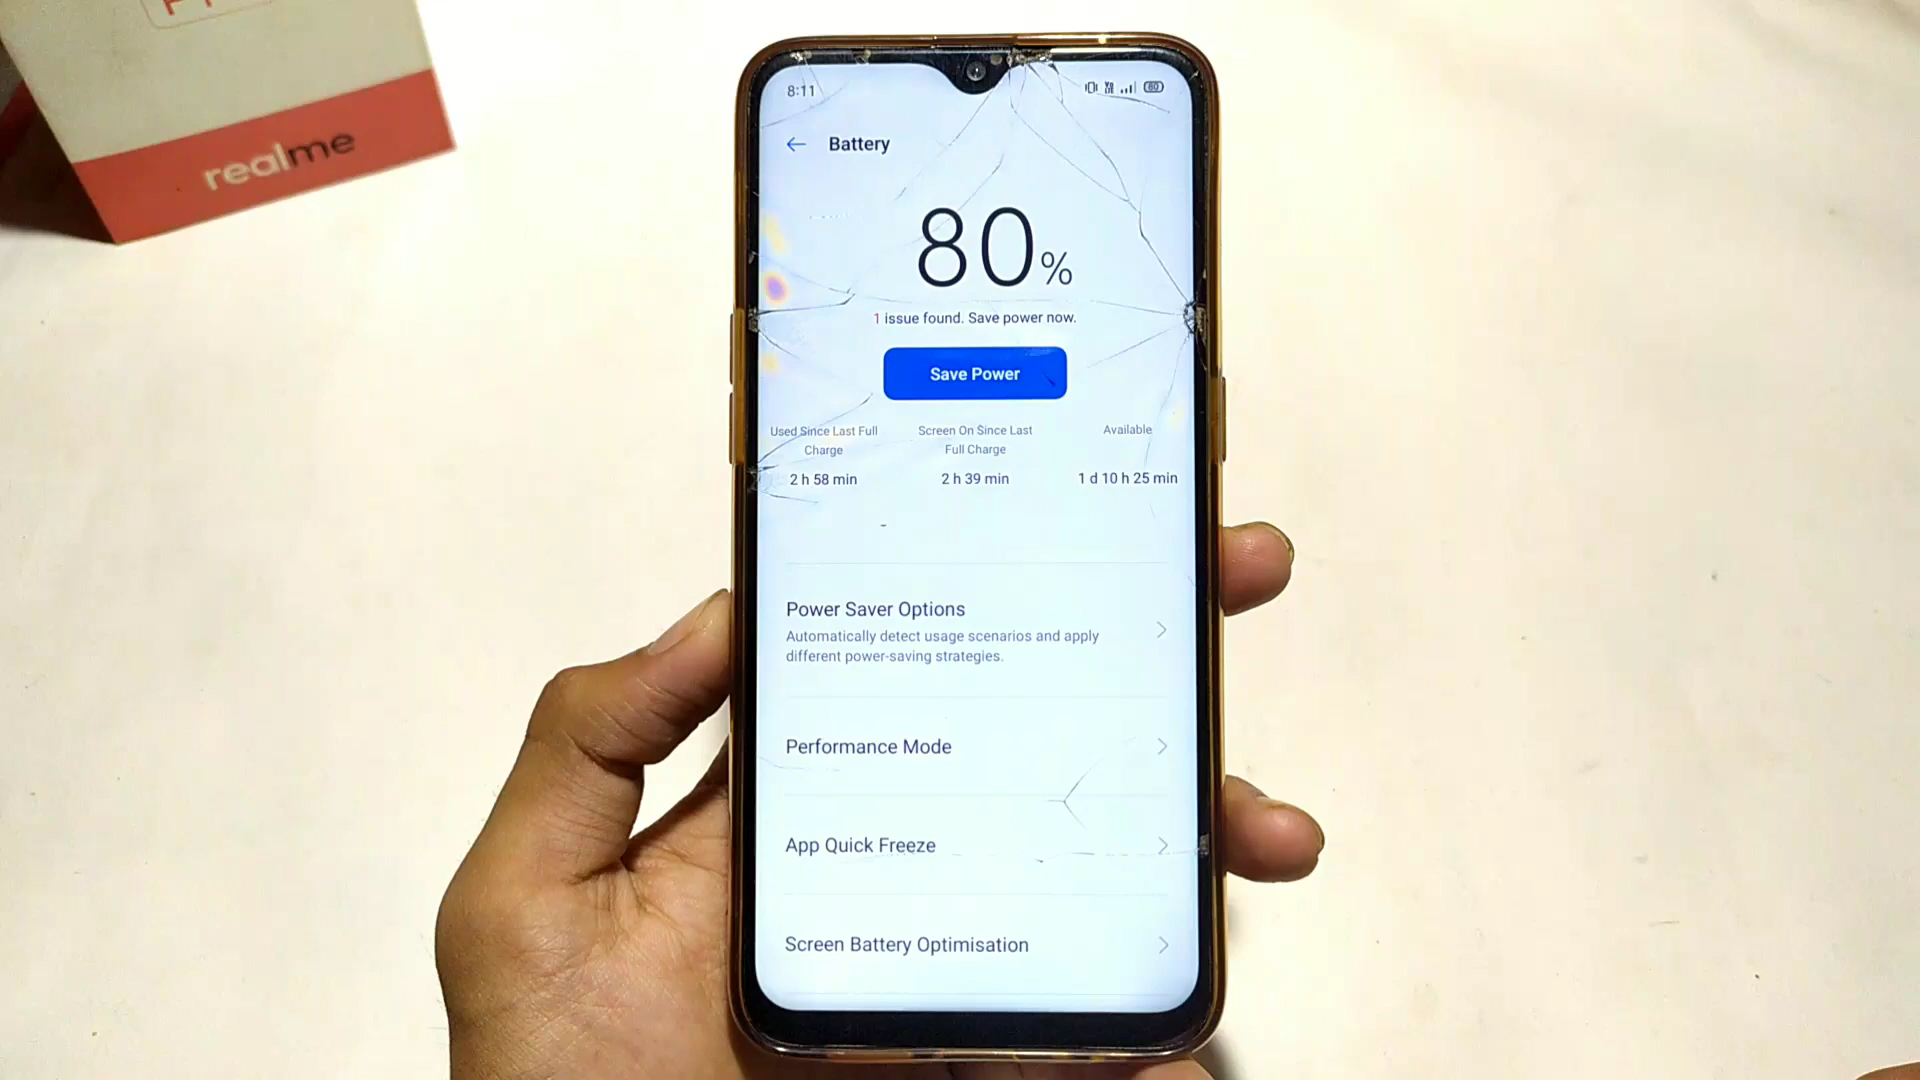 realme
8:11
80
Battery
80%
1 issue found. Save power now.
Save Power
Used Since Last Full
Charge
2 h 58 min
Screen On Since Last
Full Charge
2 h 39 min
Available
1 d 10 h 25 min
Power Saver Options
Automatically detect usage scenarios and apply
different power-saving strategies.
Performance Mode
App Quick Freeze
Screen Battery Optimisation